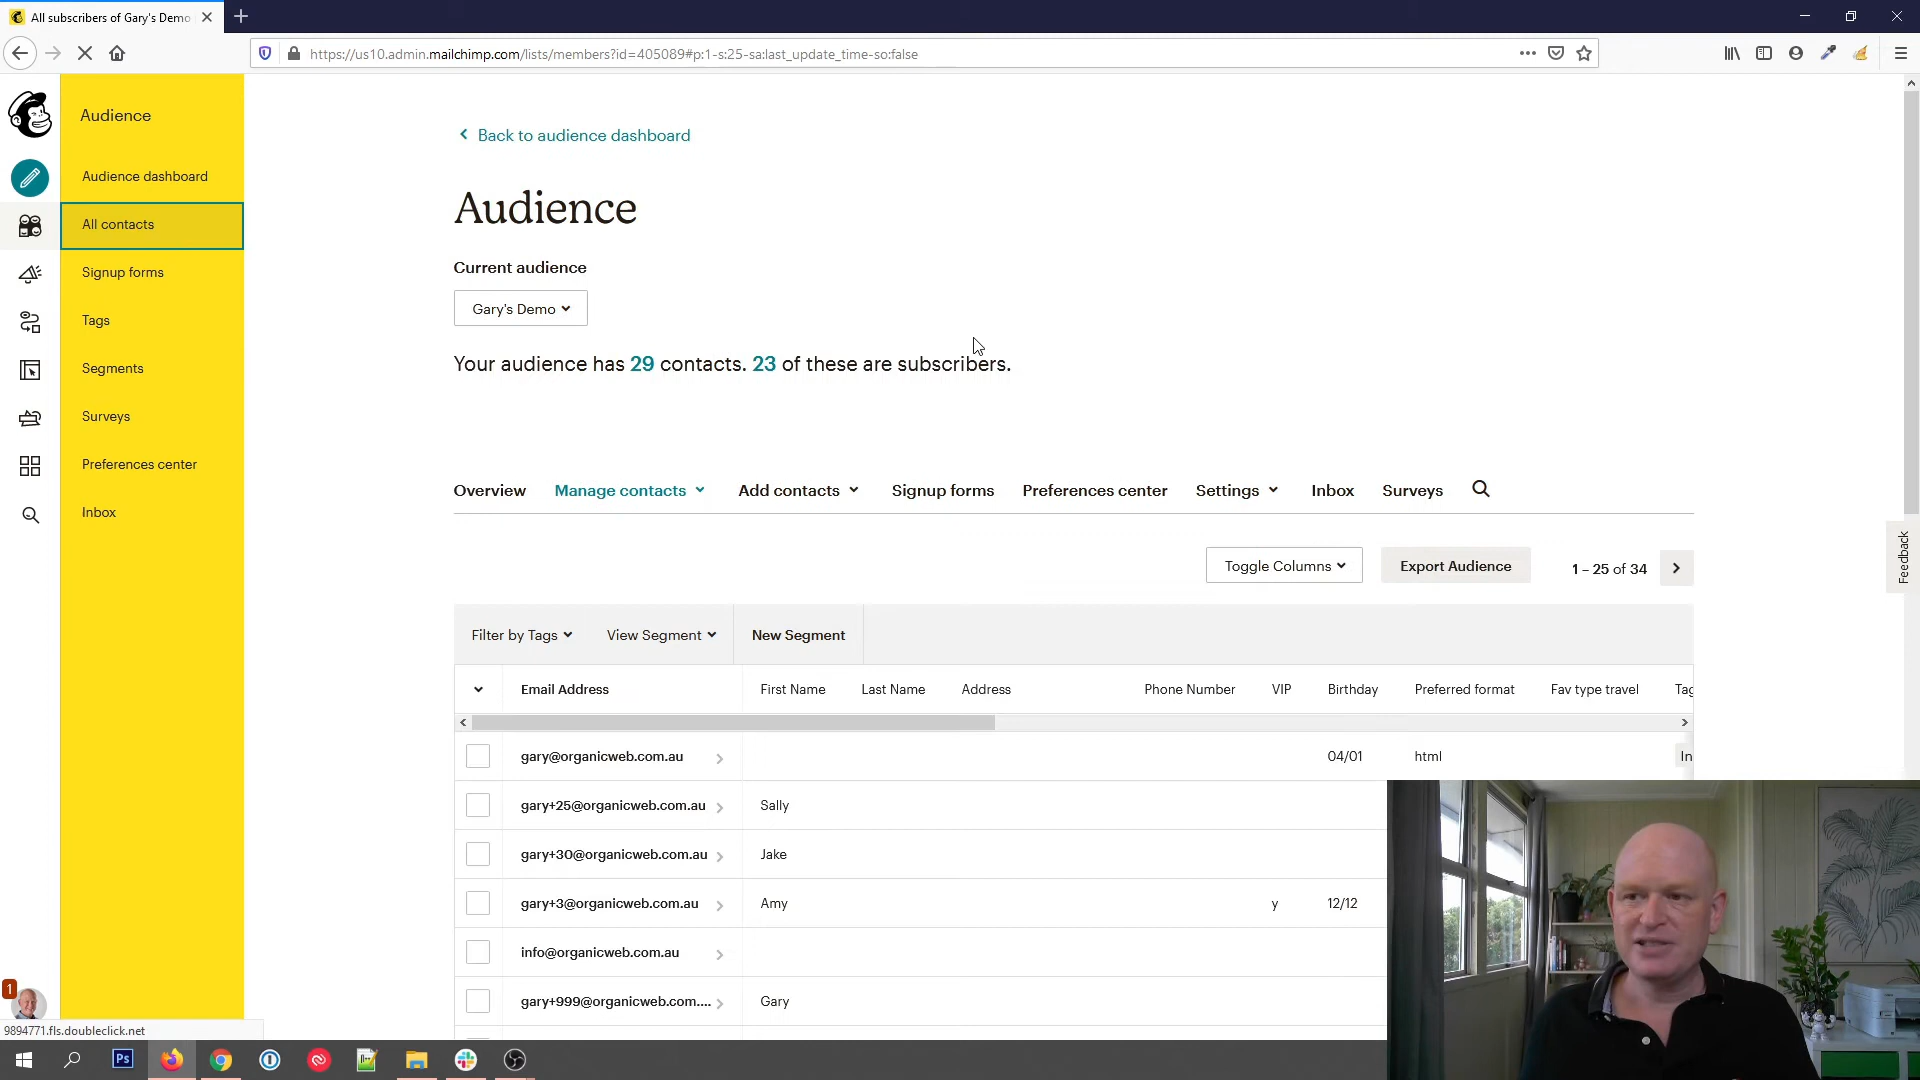 All subscribers of Gary's Demo
https://us10.admin.mailchimp.com/lists/members?id=405089#p:1-s:25-sa:last_update_time-so:false
Audience
Audience dashboard
All contacts
Signup forms
Tags
Segments
Surveys
Preferences center
Inbox
Back to audience dashboard
Audience
Current audience
Gary's Demo
Your audience has 29 contacts. 23 of these are subscribers.
Overview Manage contacts Add contacts Signup forms Preferences center Settings Inbox Surveys
Toggle Columns Export Audience 1 – 25 of 34
Feedback
Filter by Tags View Segment New Segment
Email Address First Name Last Name Address Phone Number VIP Birthday Preferred format Fav type travel Tag
gary@organicweb.com.au 04/01 html In
gary+25@organicweb.com.au Sally
gary+30@organicweb.com.au Jake
gary+3@organicweb.com.au Amy y 12/12
info@organicweb.com.au
gary+999@organicweb.com.... Gary
1
9894771.fls.doubleclick.net
Ps